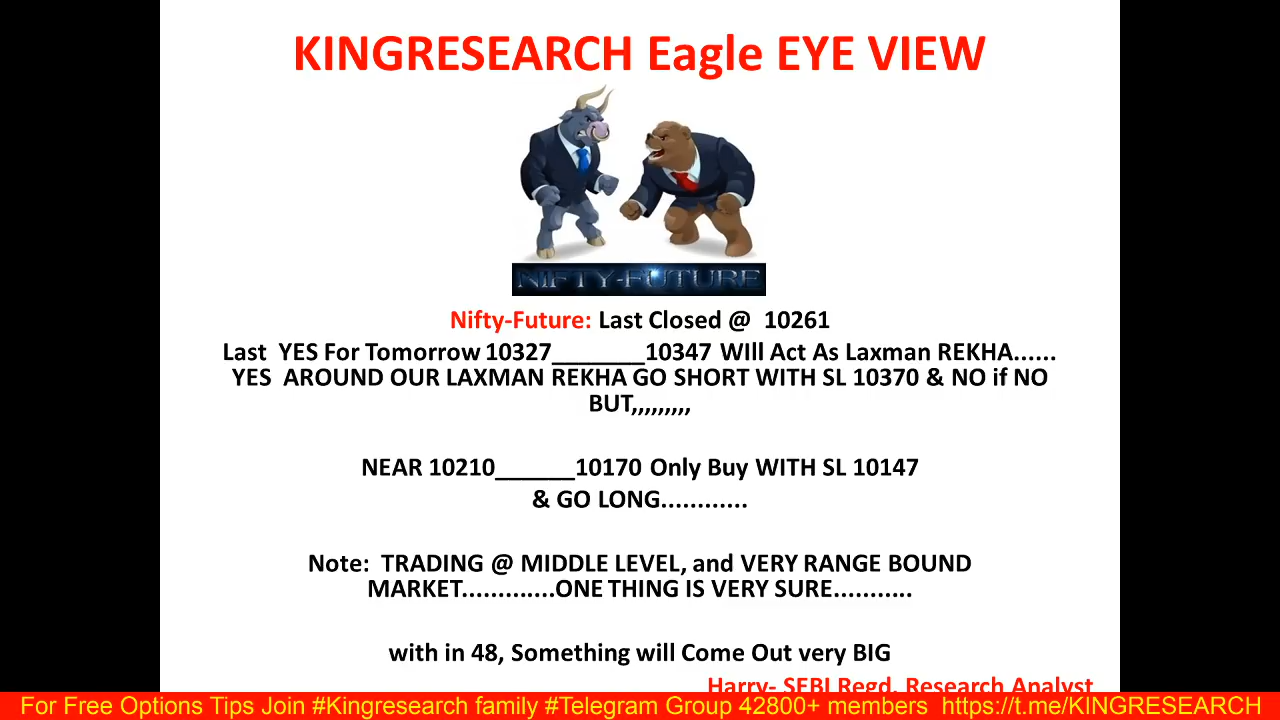 KINGRESEARCH Eagle EYE VIEW
NIFTY-FUTURE
Nifty-Future: Last Closed @ 10261
Last YES For Tomorrow 10327_______10347 WIll Act As Laxman REKHA......
YES AROUND OUR LAXMAN REKHA GO SHORT WITH SL 10370 & NO if NO
BUT,,,,,,,,,
NEAR 10210______10170 Only Buy WITH SL 10147
& GO LONG............
Note: TRADING @ MIDDLE LEVEL, and VERY RANGE BOUND
MARKET.............ONE THING IS VERY SURE...........
with in 48, Something will Come Out very BIG
Harry- SEBI Regd. Research Analyst
For Free Options Tips Join #Kingresearch family #Telegram Group 42800+ members https://t.me/KINGRESEARCH